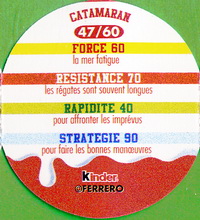 CATAMARAN
47/60
FORCE 60
la mer fatigue
RESISTANCE 70
les régates sont souvent longues
RAPIDITE 40
pour affronter les imprévus
STRATEGIE 90
pour faire les bonnes manœuvres
Kinder
©FERRERO